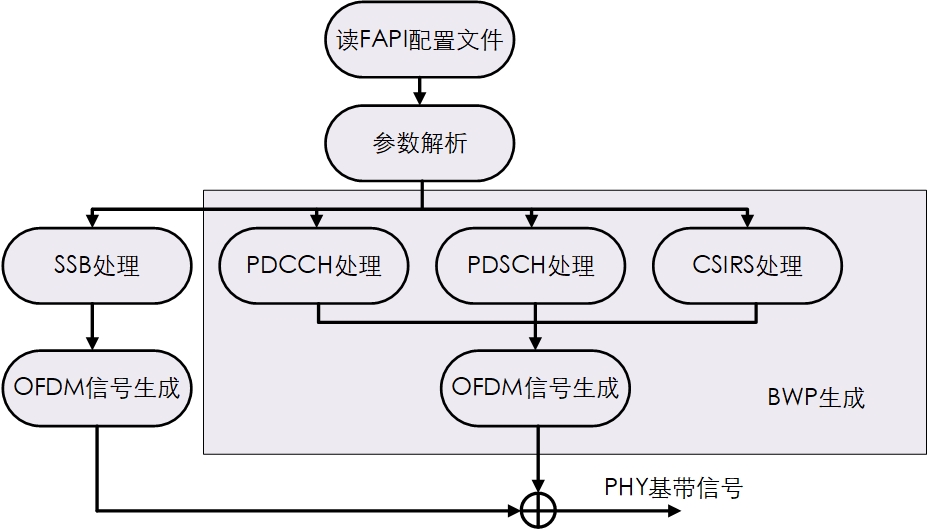 读FAPI配置文件
参数解析
SSB处理
PDCCH处理
PDSCH处理
CSIRS处理
OFDM信号生成
OFDM信号生成
BWP生成
PHY基带信号